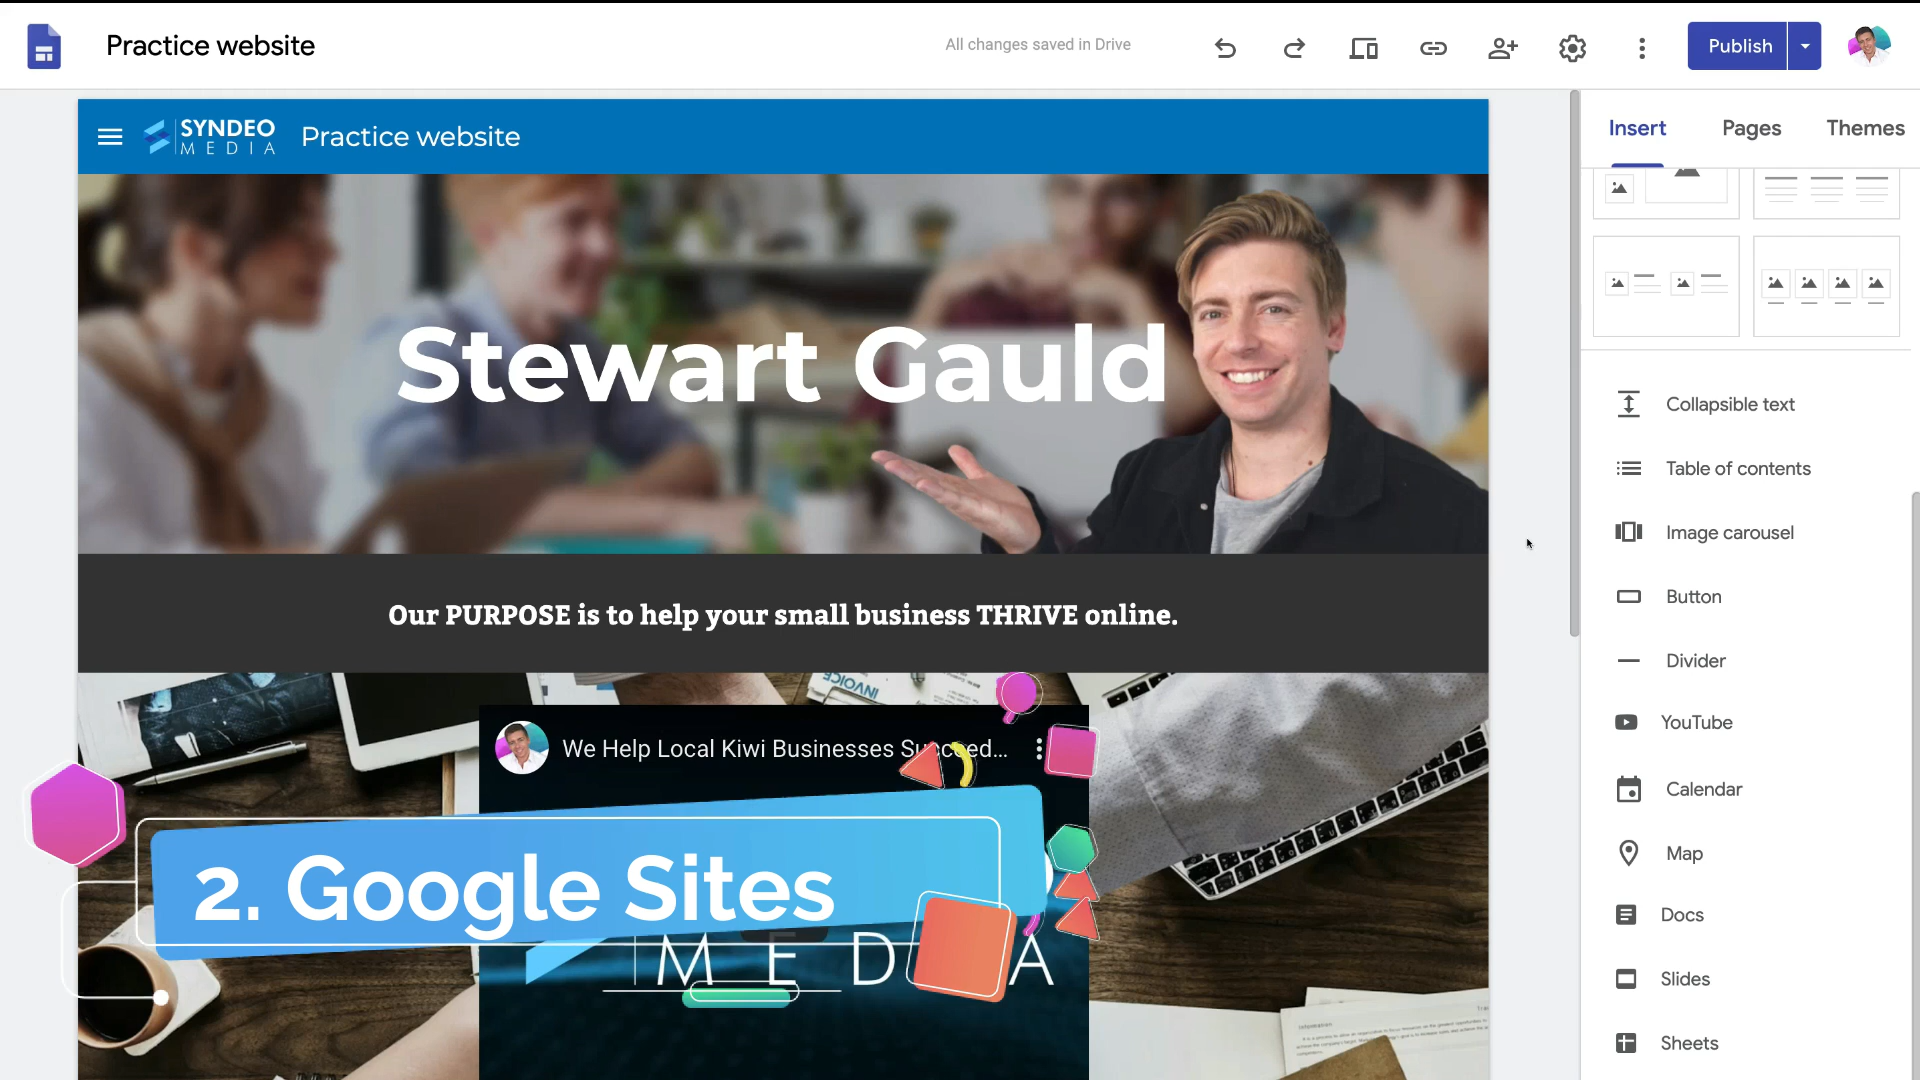 Practice website
All changes saved in Drive
Publish
SYNDEO
MEDIA
Practice website
Insert
Pages
Themes
Stewart Gauld
Our PURPOSE is to help your small business THRIVE online.
Collapsible text
Table of contents
Image carousel
Button
Divider
YouTube
Calendar
Map
Docs
Slides
Sheets
INVOICE
We Help Local Kiwi Businesses Succeed...
2. Google Sites
MEDIA
Information